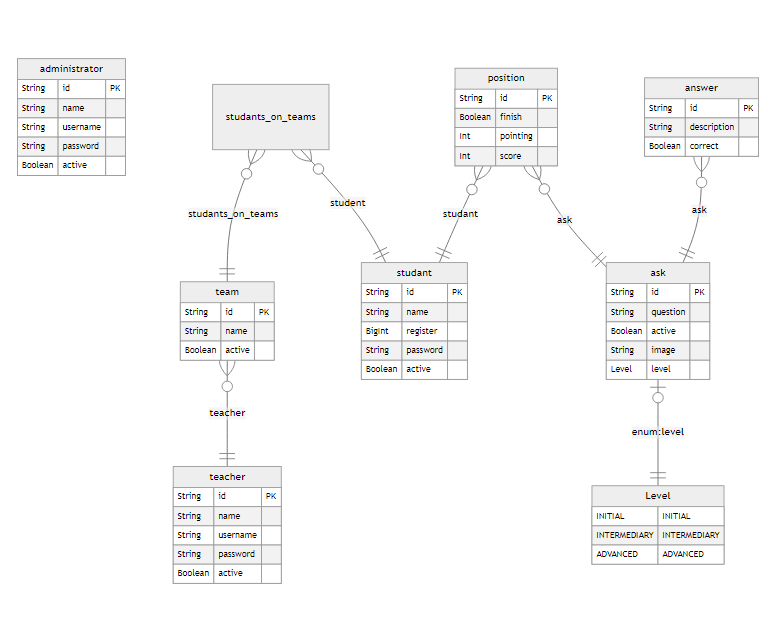 administrator
String id PK
String name
String username
String password
Boolean active
students_on_teams
position
String id PK
Boolean finish
Int pointing
Int score
answer
String id PK
String description
Boolean correct
students_on_teams
student
student
ask
ask
team
String id PK
String name
Boolean active
studant
String id PK
String name
BigInt register
String password
Boolean active
ask
String id PK
String question
Boolean active
String image
Level level
teacher
enum:level
teacher
String id PK
String name
String username
String password
Boolean active
Level
INITIAL INITIAL
INTERMEDIARY INTERMEDIARY
ADVANCED ADVANCED